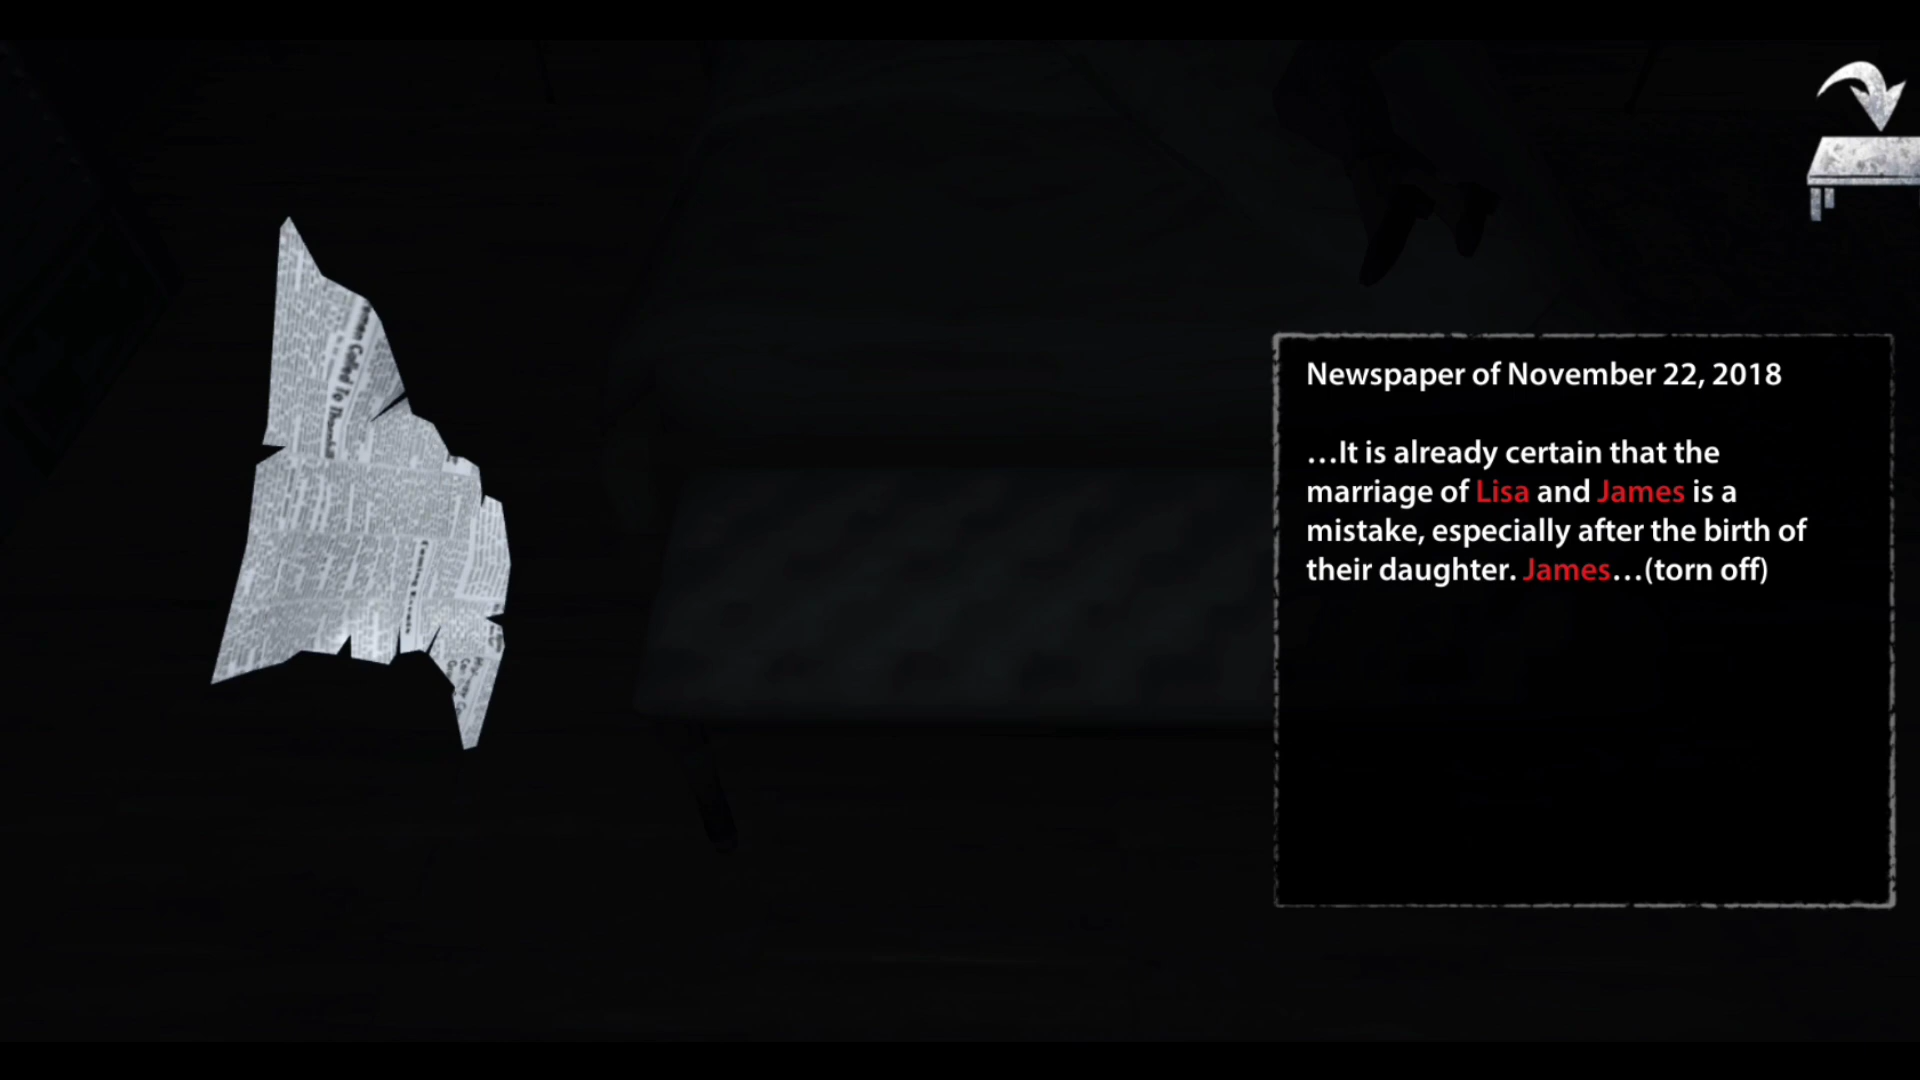 Newspaper of November 22, 2018
…It is already certain that the
marriage of Lisa and James is a
mistake, especially after the birth of
their daughter. James…(torn off)